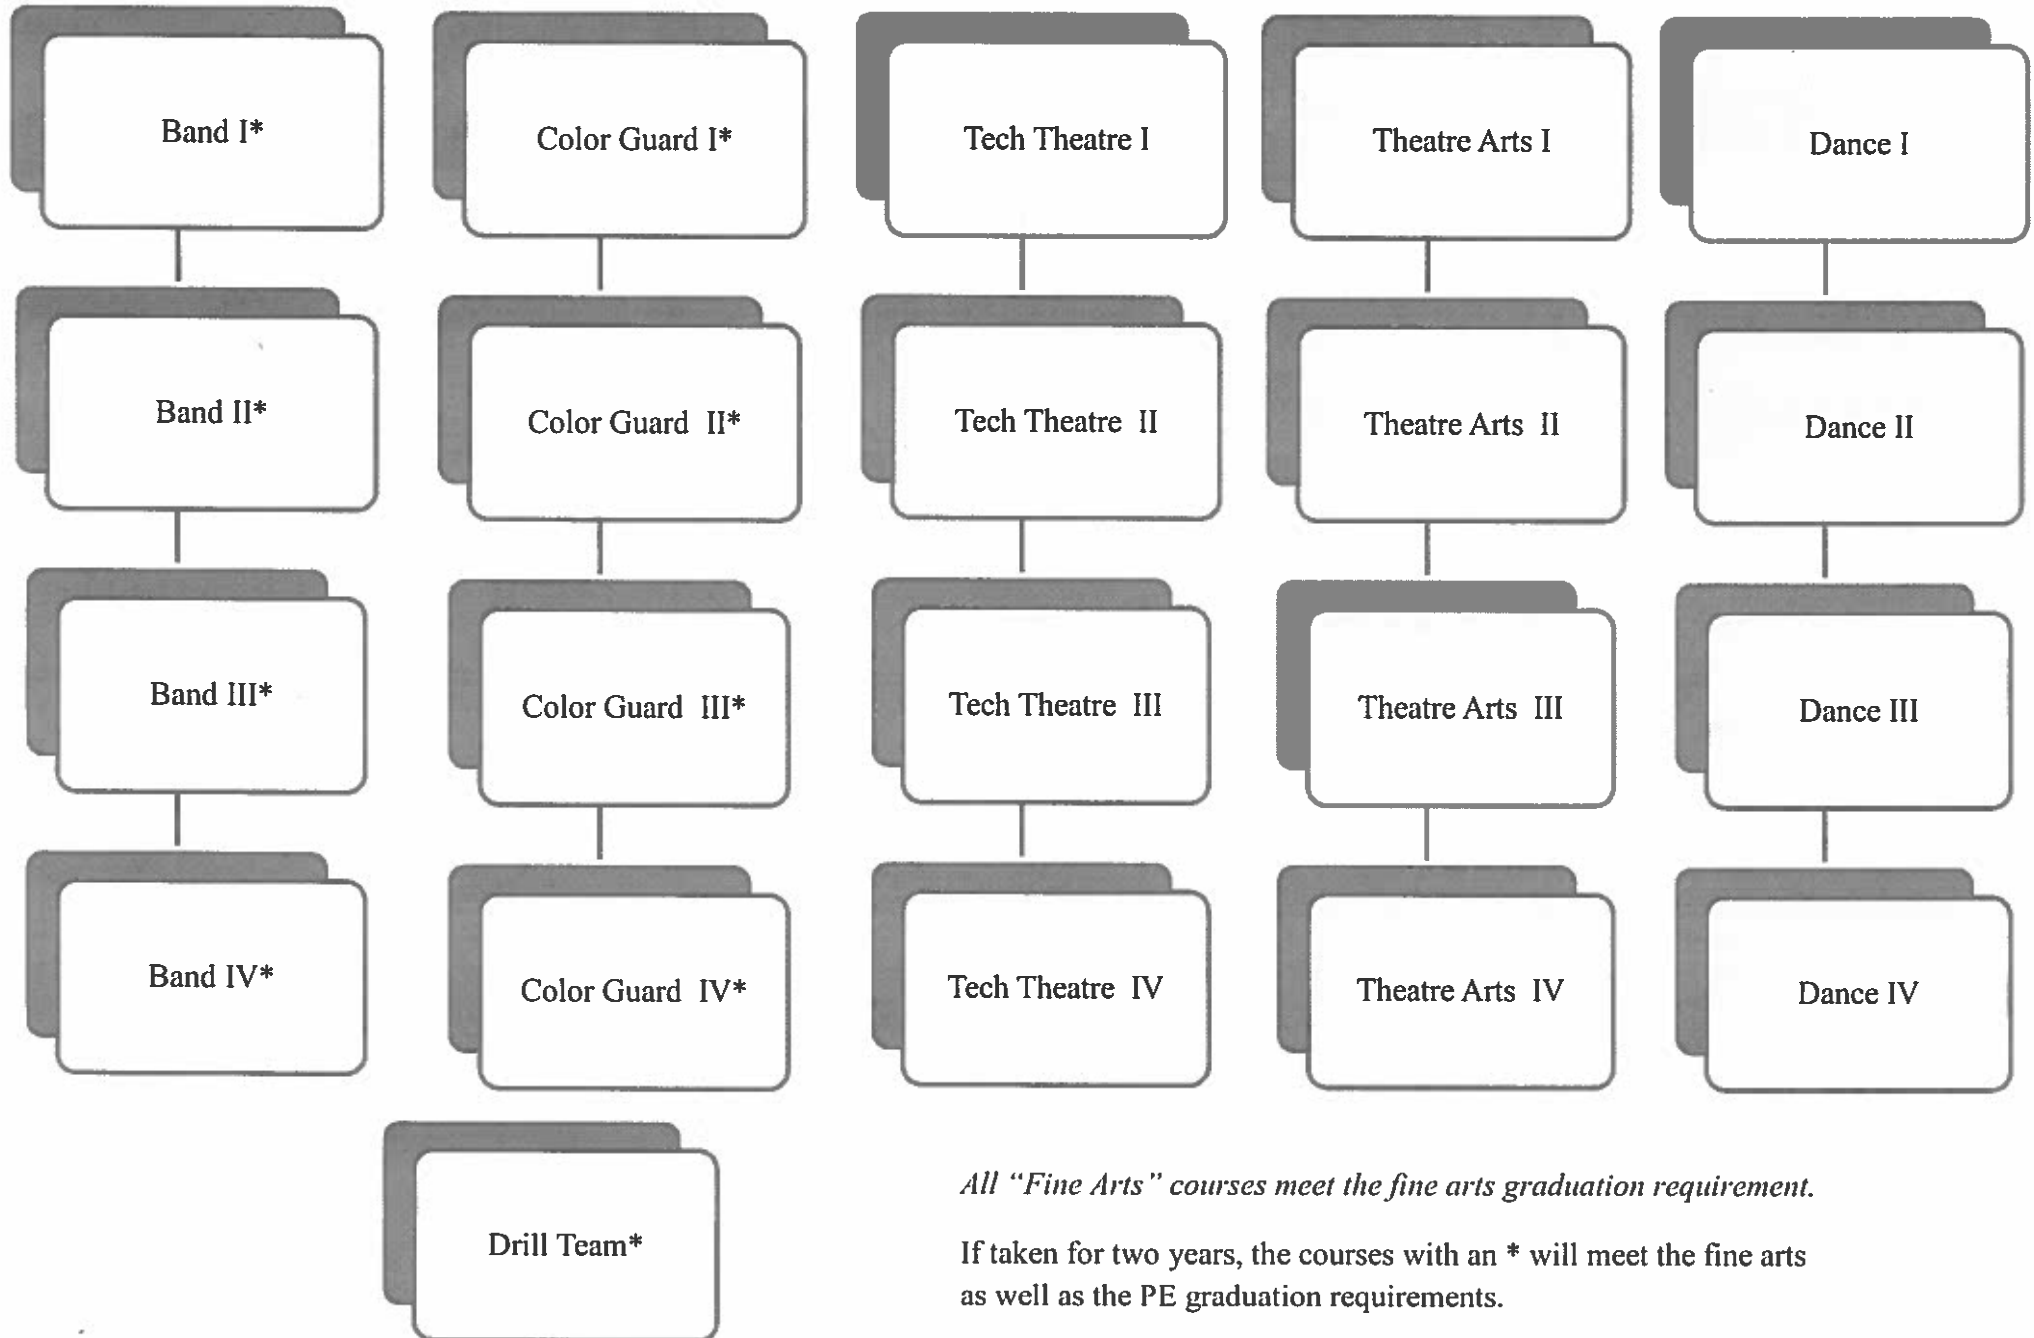 Band I*
Color Guard I*
Tech Theatre I
Theatre Arts I
Dance I
Band II*
Color Guard II*
Tech Theatre II
Theatre Arts II
Dance II
Band III*
Color Guard III*
Tech Theatre III
Theatre Arts III
Dance III
Band IV*
Color Guard IV*
Tech Theatre IV
Theatre Arts IV
Dance IV
Drill Team*
All “Fine Arts” courses meet the fine arts graduation requirement.
If taken for two years, the courses with an * will meet the fine arts
as well as the PE graduation requirements.